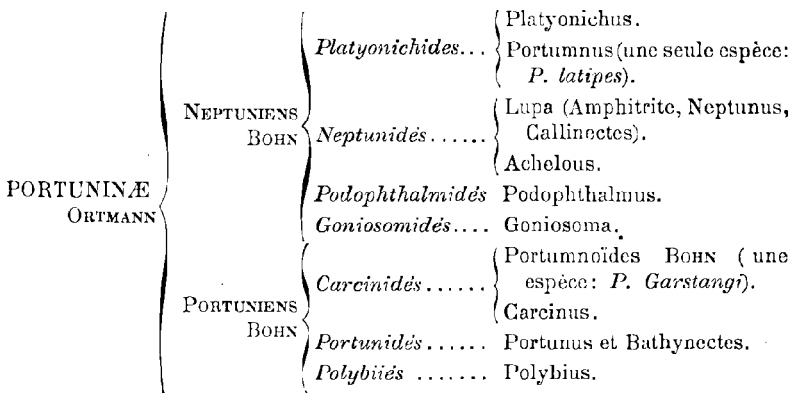 Platyonichus.
Platyonichides... Portumnus (une seule espèce:
P. latipes).
NEPTUNIENS Lupa (Amphitrite, Neptunus,
BOHN Neptunidés...... Callinectes).
Achelous.
PORTUNINÆ Podophthalmidés Podophthalmus.
ORTMANN Goniosomidés.... Goniosoma.
Portumnoïdes BOHN ( une
Carcinidés...... espèce: P. Garstangi).
PORTUNIENS Carcinus.
BOHN Portunidés...... Portunus et Bathynectes.
Polybiiés ....... Polybius.